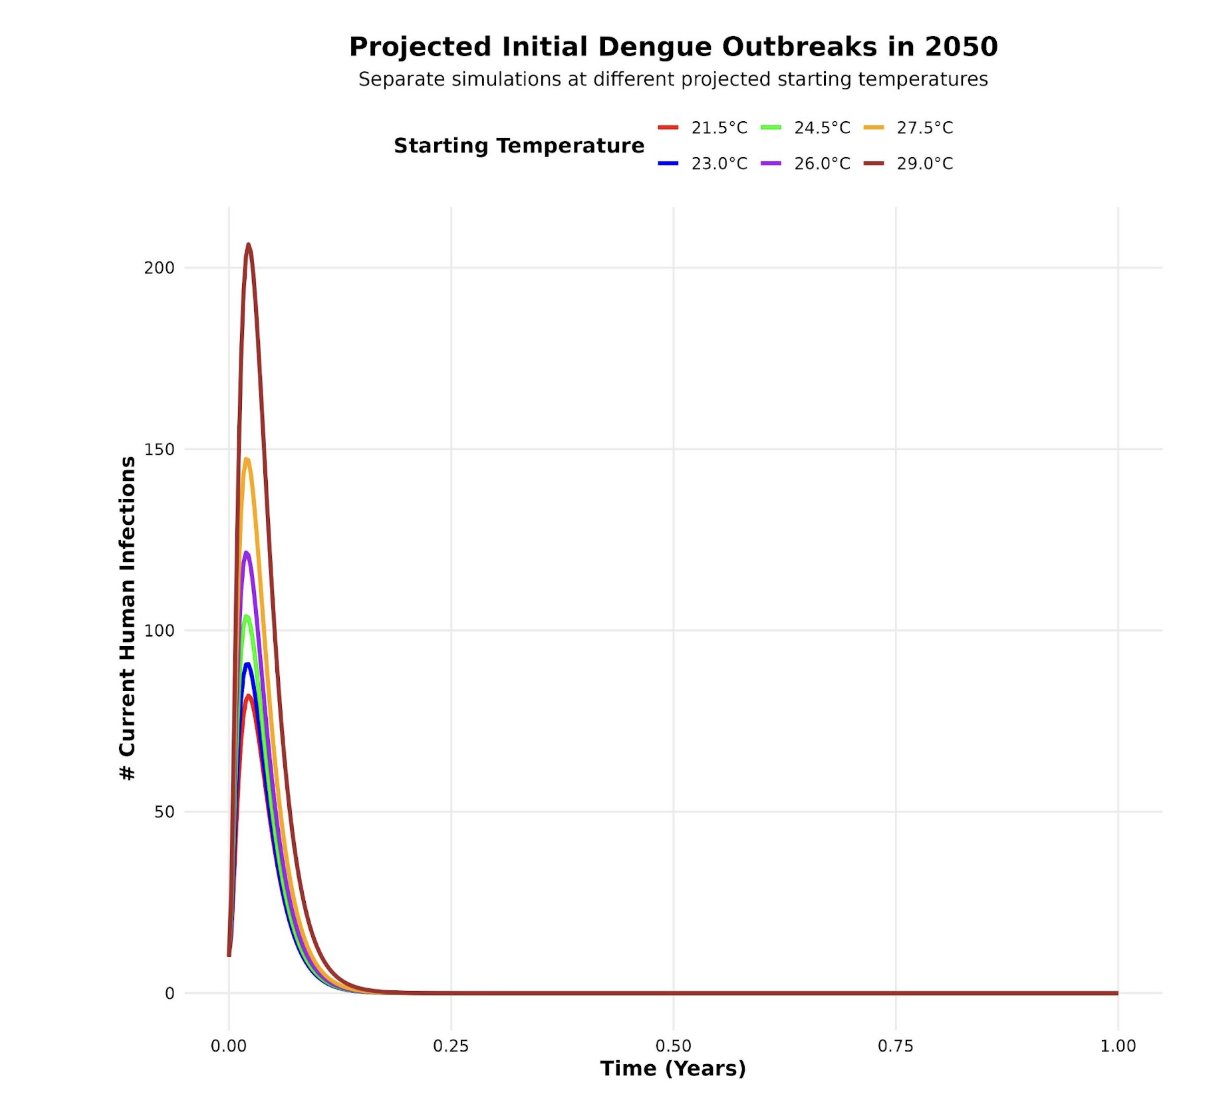 Projected Initial Dengue Outbreaks in 2050
Separate simulations at different projected starting temperatures
Starting Temperature
21.5°C 24.5°C 27.5°C
23.0°C 26.0°C 29.0°C
# Current Human Infections
200
150
100
50
0
0.00 0.25 0.50 0.75 1.00
Time (Years)